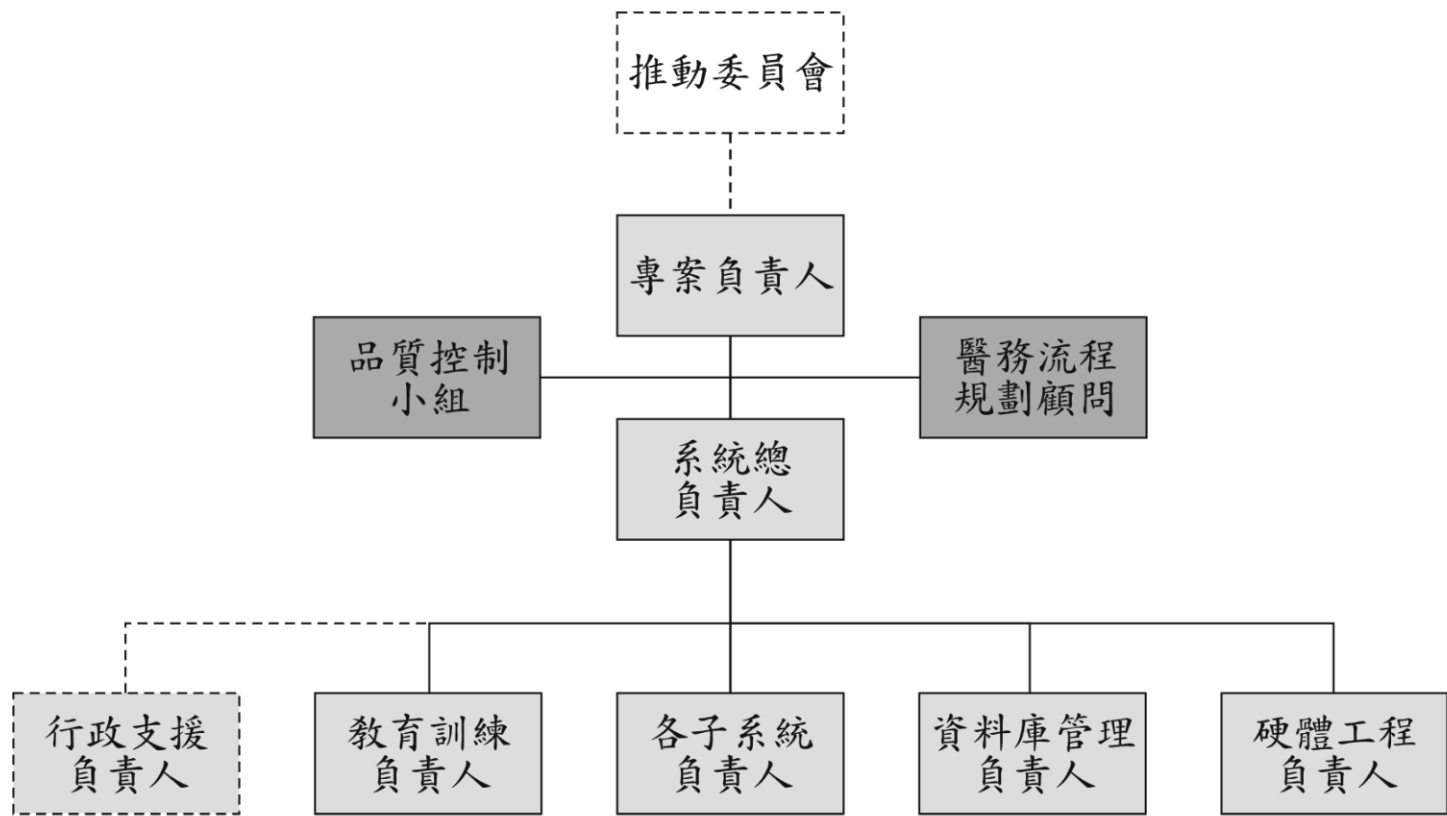 推動委員會
專案負責人
品質控制
小組
醫務流程
規劃顧問
系統總
負責人
行政支援
負責人
教育訓練
負責人
各子系統
負責人
資料庫管理
負責人
硬體工程
負責人